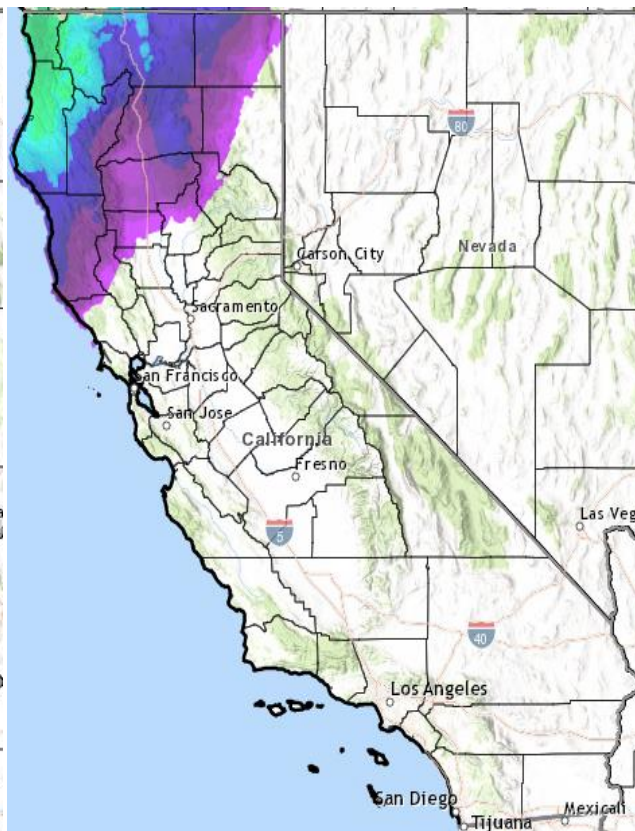 80
Carson City
Nevada
Sacramento
San Francisco
San Jose
California
Fresno
Las Veg
5
40
Los Angeles
San Diego
Tijuana
Mexicali